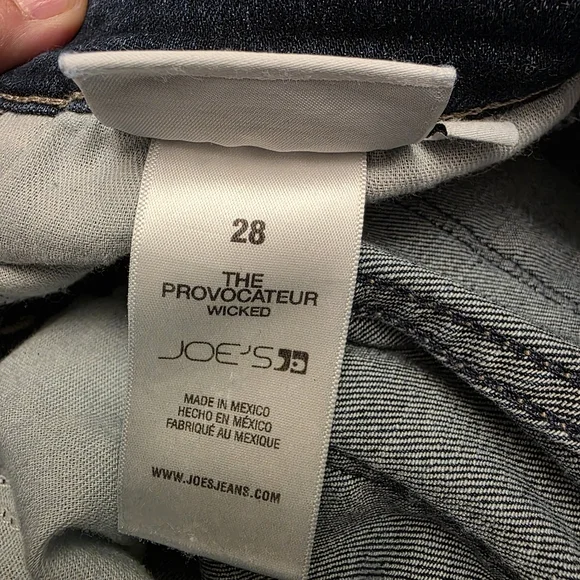 28
THE
PROVOCATEUR
WICKED
JOE'S
MADE IN MEXICO
HECHO EN MÉXICO
FABRIQUÉ AU MEXIQUE
WWW.JOESJEANS.COM